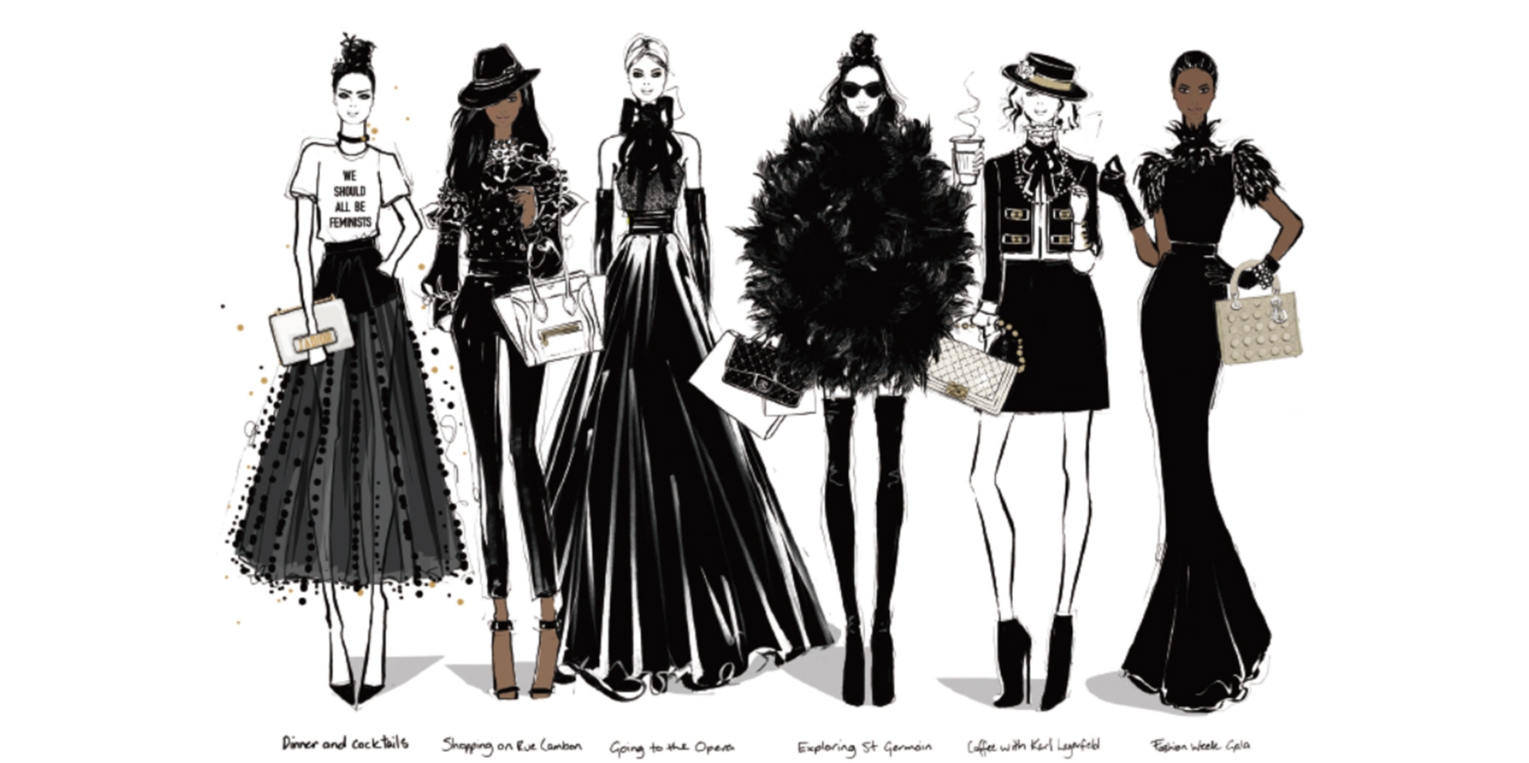 WE
SHOULD
ALL BE
FEMINISTS
Dinner and cocktails
Shopping on Rue Cambon
Going to the Opera
Exploring St Germain
Coffee with Karl Lagerfeld
Fashion Week Gala